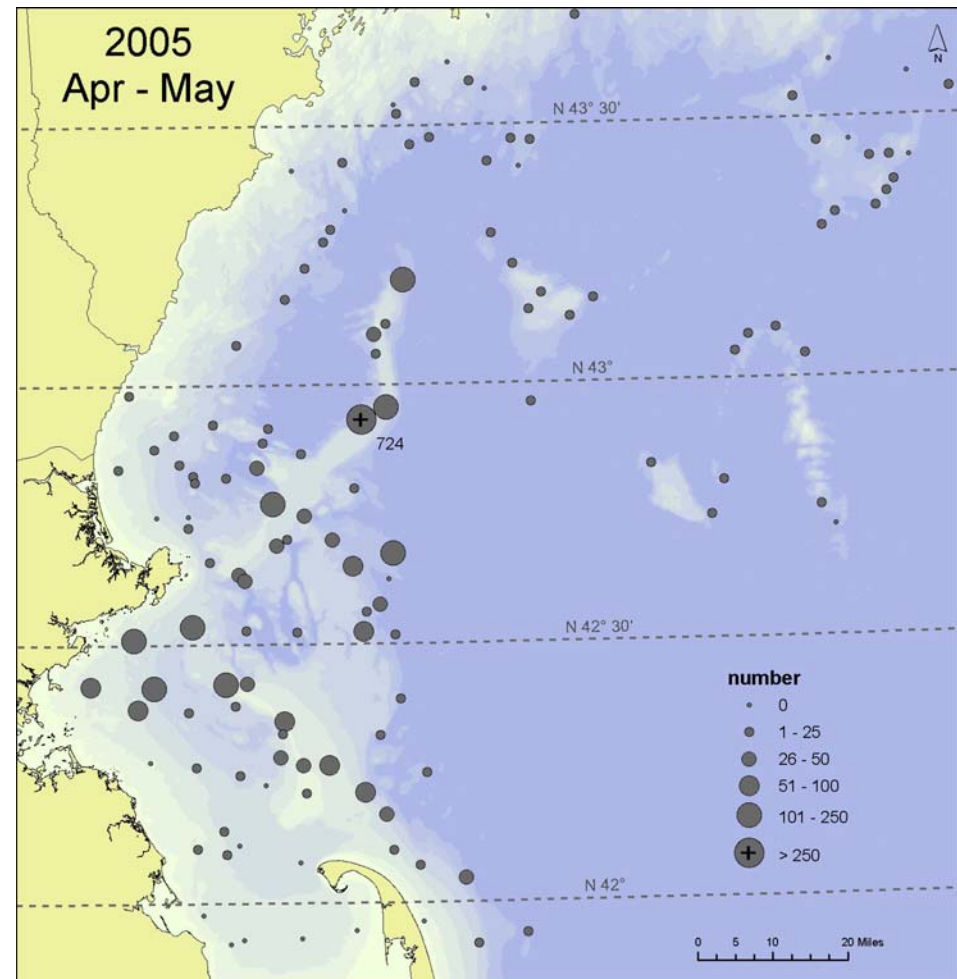 2005
Apr - May
N
N 43° 30'
N 43°
724
N 42° 30'
number
0
1 - 25
26 - 50
51 - 100
101 - 250
> 250
N 42°
0 5 10 20 Miles